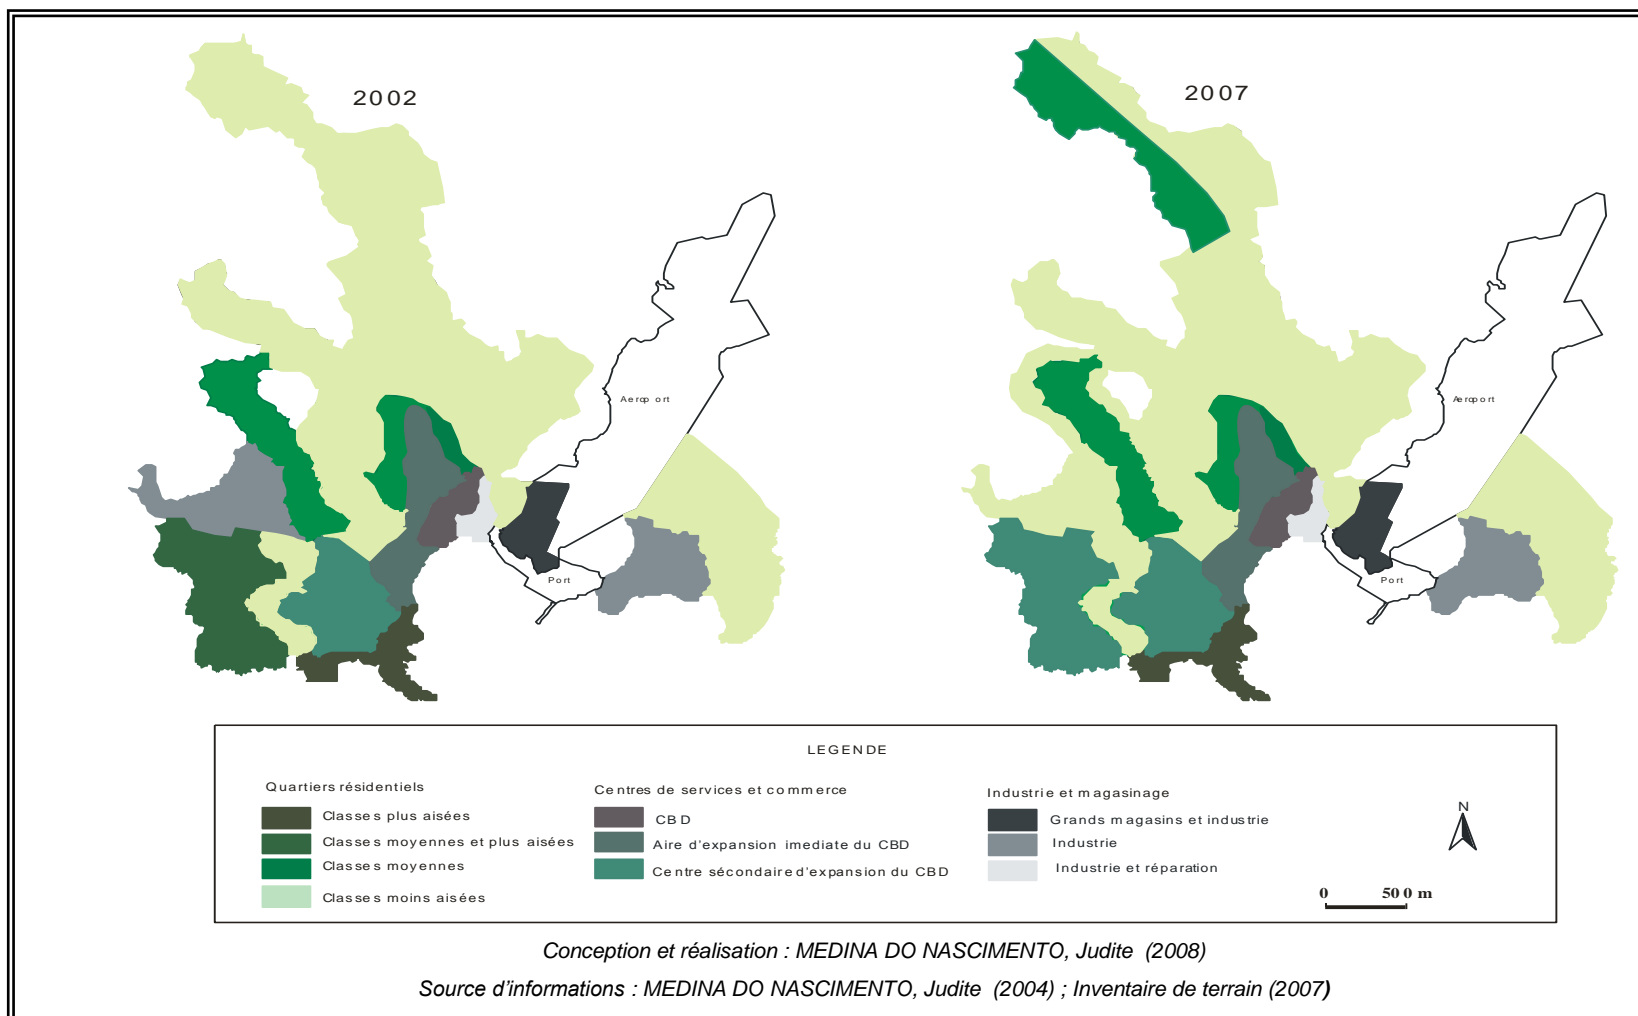 2002
2007
Aeroport
Aeroport
Port
Port
LEGENDE
Quartiers résidentiels
Classes plus aisées
Classes moyennes et plus aisées
Classes moyennes
Classes moins aisées
Centres de services et commerce
CBD
Aire d'expansion imediate du CBD
Centre sécondaire d'expansion du CBD
Industrie et magasinage
Grands magasins et industrie
Industrie
Industrie et réparation
N
0 500 m
Conception et réalisation : MEDINA DO NASCIMENTO, Judite (2008)
Source d'informations : MEDINA DO NASCIMENTO, Judite (2004) ; Inventaire de terrain (2007)